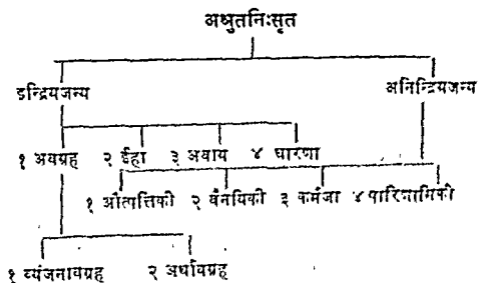 अश्रुतनिःसृत
इन्द्रियजन्य अनिन्द्रियजन्य
१ अवग्रह २ ईहा ३ अवाय ४ धारणा
१ औत्पत्तिकी २ वैनयिकी ३ कर्मजा ४ पारिणामिकी
१ व्यंजनावग्रह २ अर्थावग्रह